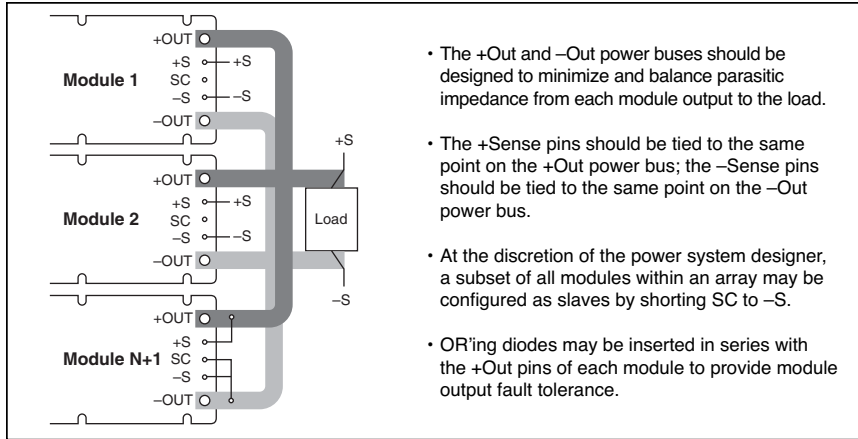 +OUT
+S
+S
Module 1
SC
–S
–S
–OUT
+S
+OUT
+S
+S
Module 2
SC
Load
–S
–S
–OUT
–S
+OUT
+S
Module N+1
SC
–S
–OUT
• The +Out and –Out power buses should be
designed to minimize and balance parasitic
impedance from each module output to the load.
• The +Sense pins should be tied to the same
point on the +Out power bus; the –Sense pins
should be tied to the same point on the –Out
power bus.
• At the discretion of the power system designer,
a subset of all modules within an array may be
configured as slaves by shorting SC to –S.
• OR'ing diodes may be inserted in series with
the +Out pins of each module to provide module
output fault tolerance.